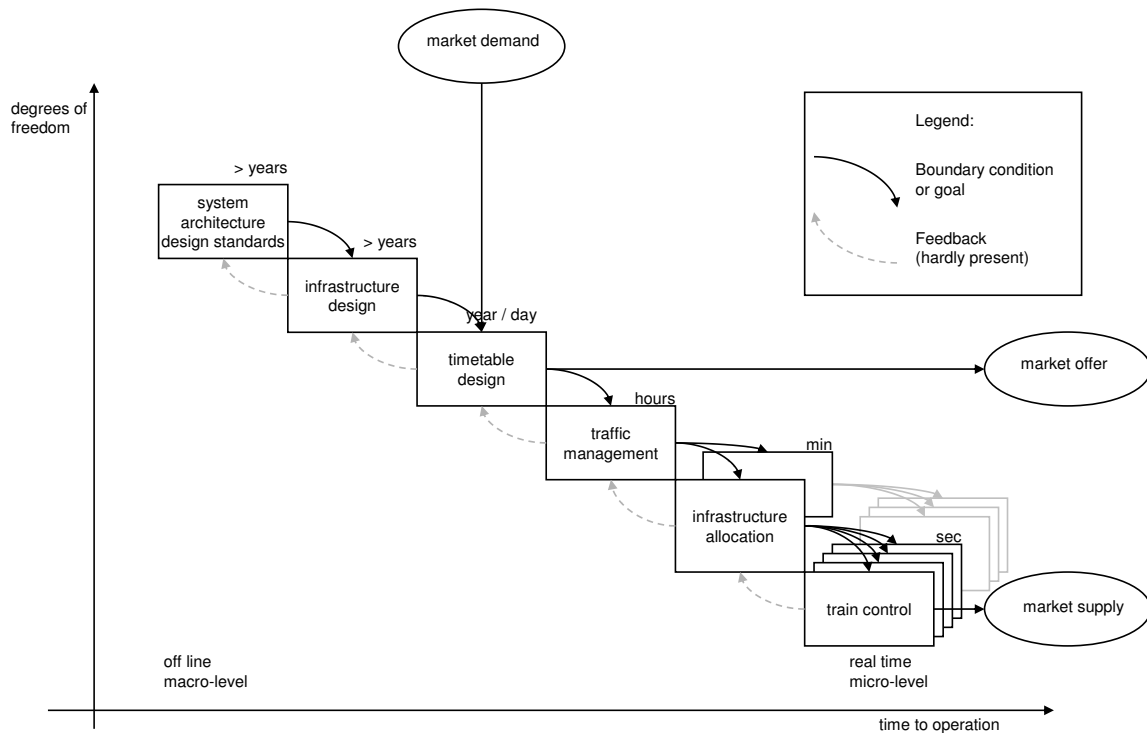 market demand
degrees of
freedom
Legend:
Boundary condition
or goal
Feedback
(hardly present)
> years
system
architecture
design standards
> years
infrastructure
design
year / day
timetable
design
market offer
hours
traffic
management
min
infrastructure
allocation
sec
train control
market supply
off line
macro-level
real time
micro-level
time to operation